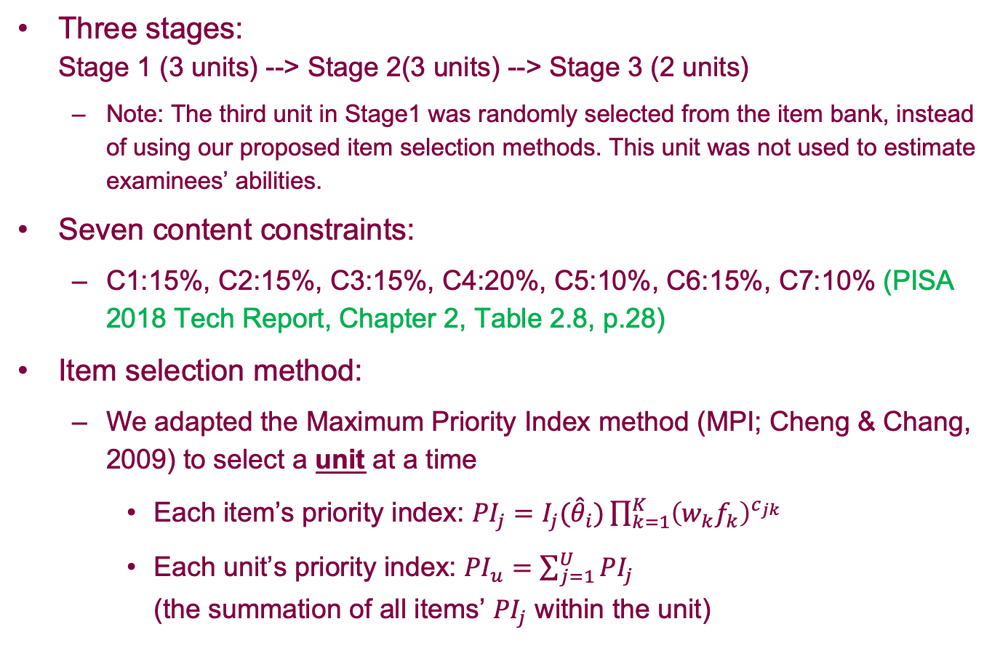 • Three stages:
Stage 1 (3 units) --> Stage 2(3 units) --> Stage 3 (2 units)
– Note: The third unit in Stage1 was randomly selected from the item bank, instead
of using our proposed item selection methods. This unit was not used to estimate
examinees’ abilities.
• Seven content constraints:
– C1:15%, C2:15%, C3:15%, C4:20%, C5:10%, C6:15%, C7:10% (PISA
2018 Tech Report, Chapter 2, Table 2.8, p.28)
• Item selection method:
– We adapted the Maximum Priority Index method (MPI; Cheng & Chang,
2009) to select a unit at a time
• Each item’s priority index: $PI_j = I_j(\hat{\theta}_i) \prod_{k=1}^{K} (w_k f_k)^{c_{jk}}$
• Each unit’s priority index: $PI_u = \sum_{j=1}^{U} PI_j$
(the summation of all items’ $PI_j$ within the unit)